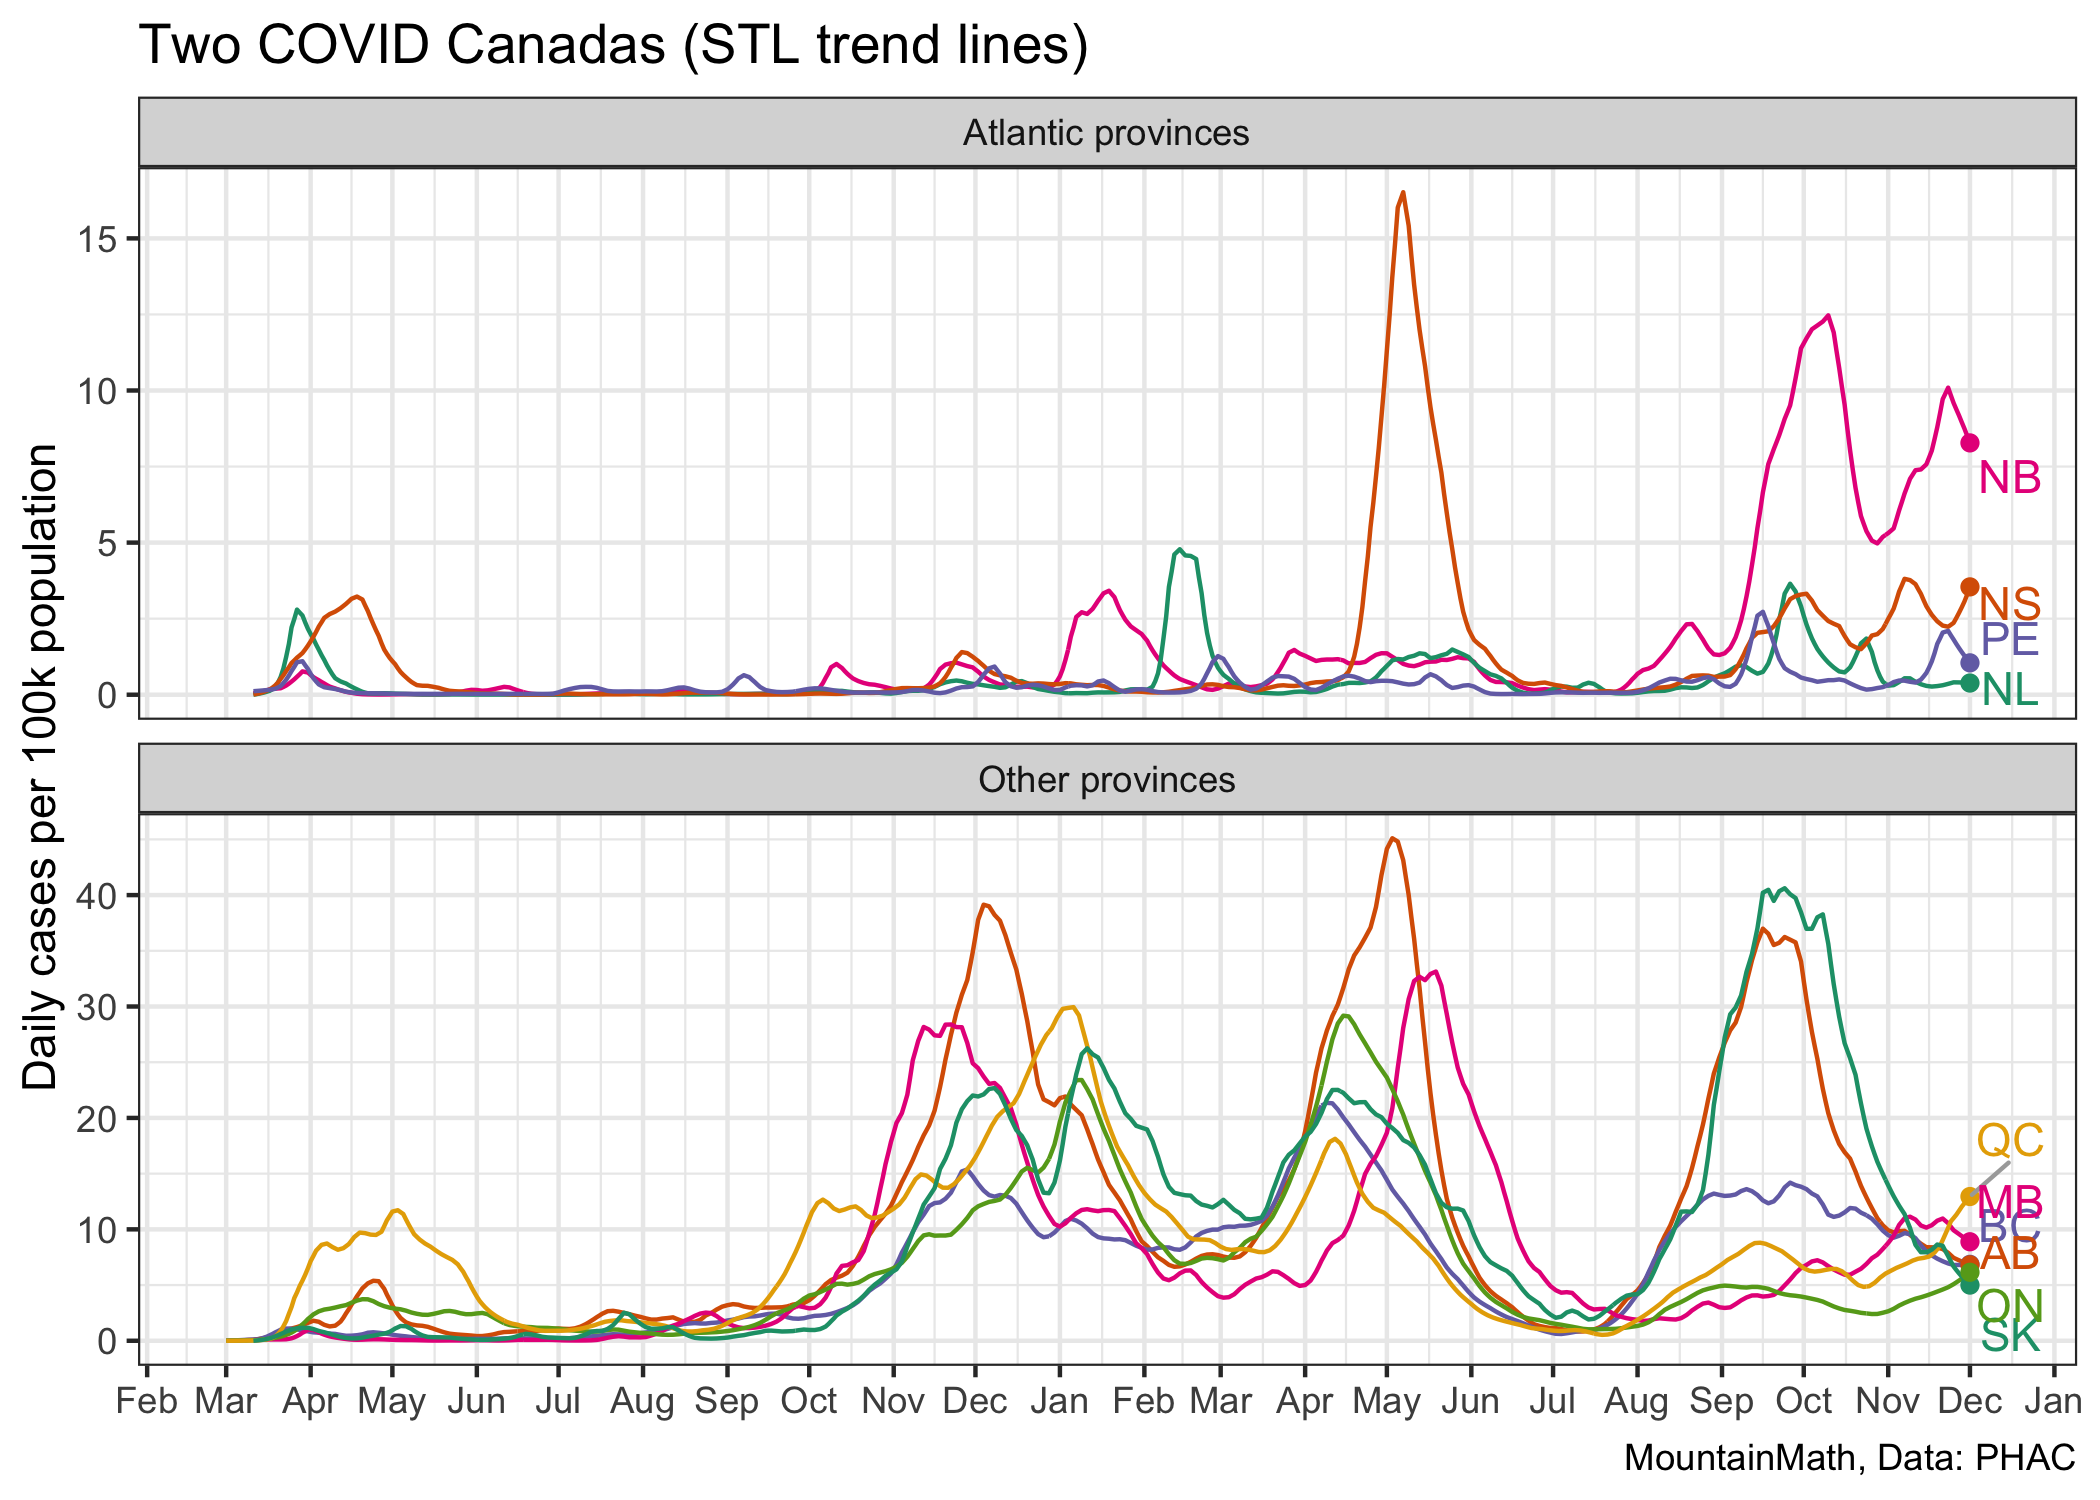 Two COVID Canadas (STL trend lines)
Atlantic provinces
15
10
5
0
NB
NS
PE
NL
Daily cases per 100k population
Other provinces
40
30
20
10
0
QC
MB
BC
AB
ON
SK
Feb Mar Apr May Jun Jul Aug Sep Oct Nov Dec Jan Feb Mar Apr May Jun Jul Aug Sep Oct Nov Dec Jan
MountainMath, Data: PHAC